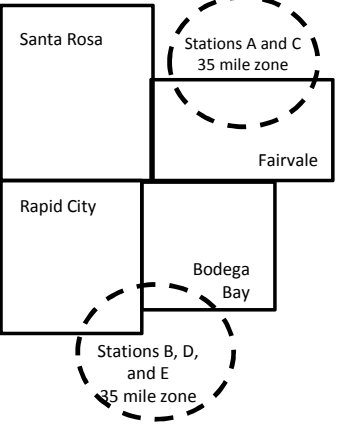 Santa Rosa
Stations A and C
35 mile zone
Fairvale
Rapid City
Bodega
Bay
Stations B, D,
and E
35 mile zone